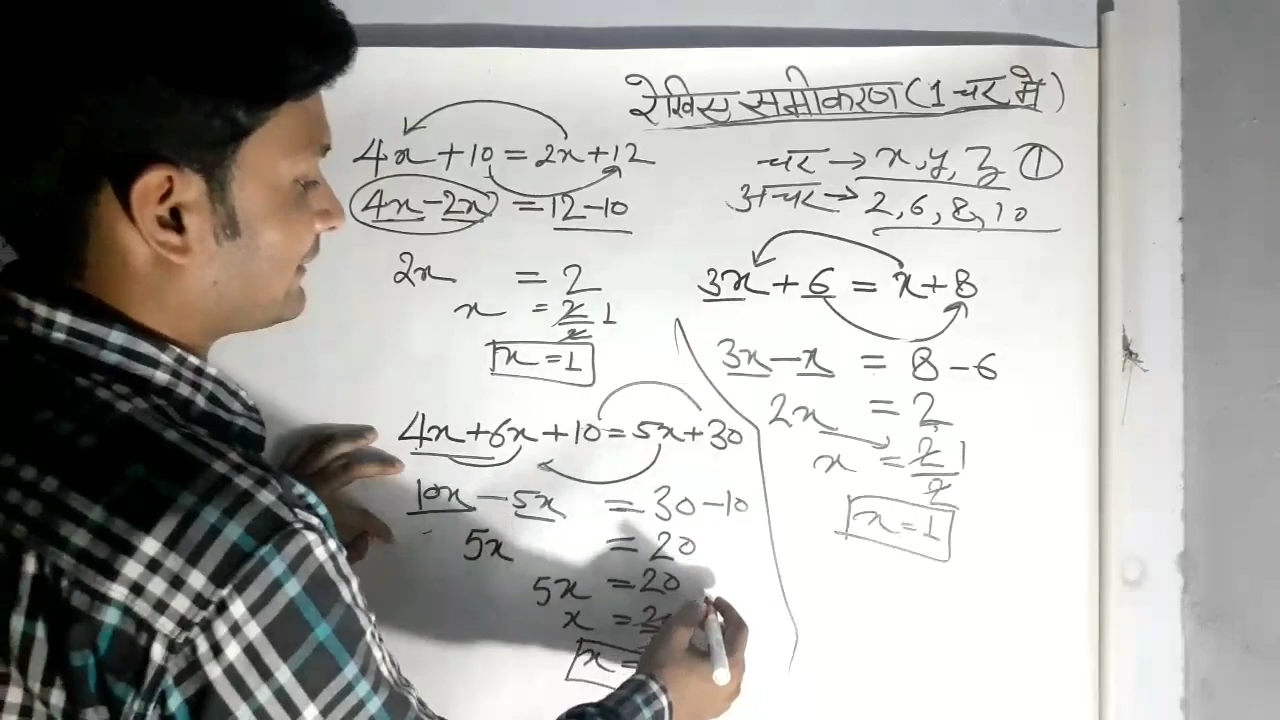 रेखिए समीकरण (1 चर में)
चर → x, y, z ①
अचर → 2, 6, 8, 10
3x + 6 = x + 8
3x - x = 8 - 6
2x = 2
x = 2/2 1
x = 1
4x + 10 = 2x + 12
4x - 2x = 12 - 10
2x = 2
x = 2/2 1
x = 1
4x + 6x + 10 = 5x + 30
10x - 5x = 30 - 10
5x = 20
5x = 20
x =
x =